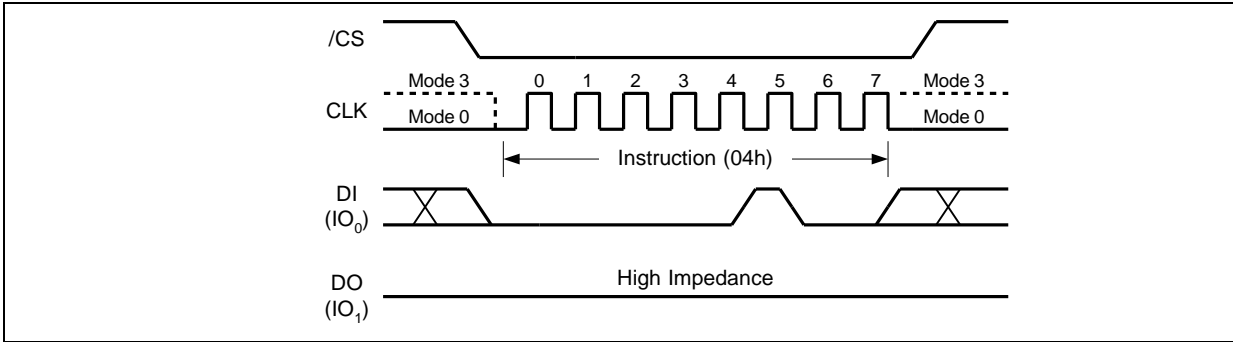 /CS
Mode 3 0 1 2 3 4 5 6 7 Mode 3
CLK
Mode 0 Mode 0
Instruction (04h)
DI
(IO₀)
High Impedance
DO
(IO₁)